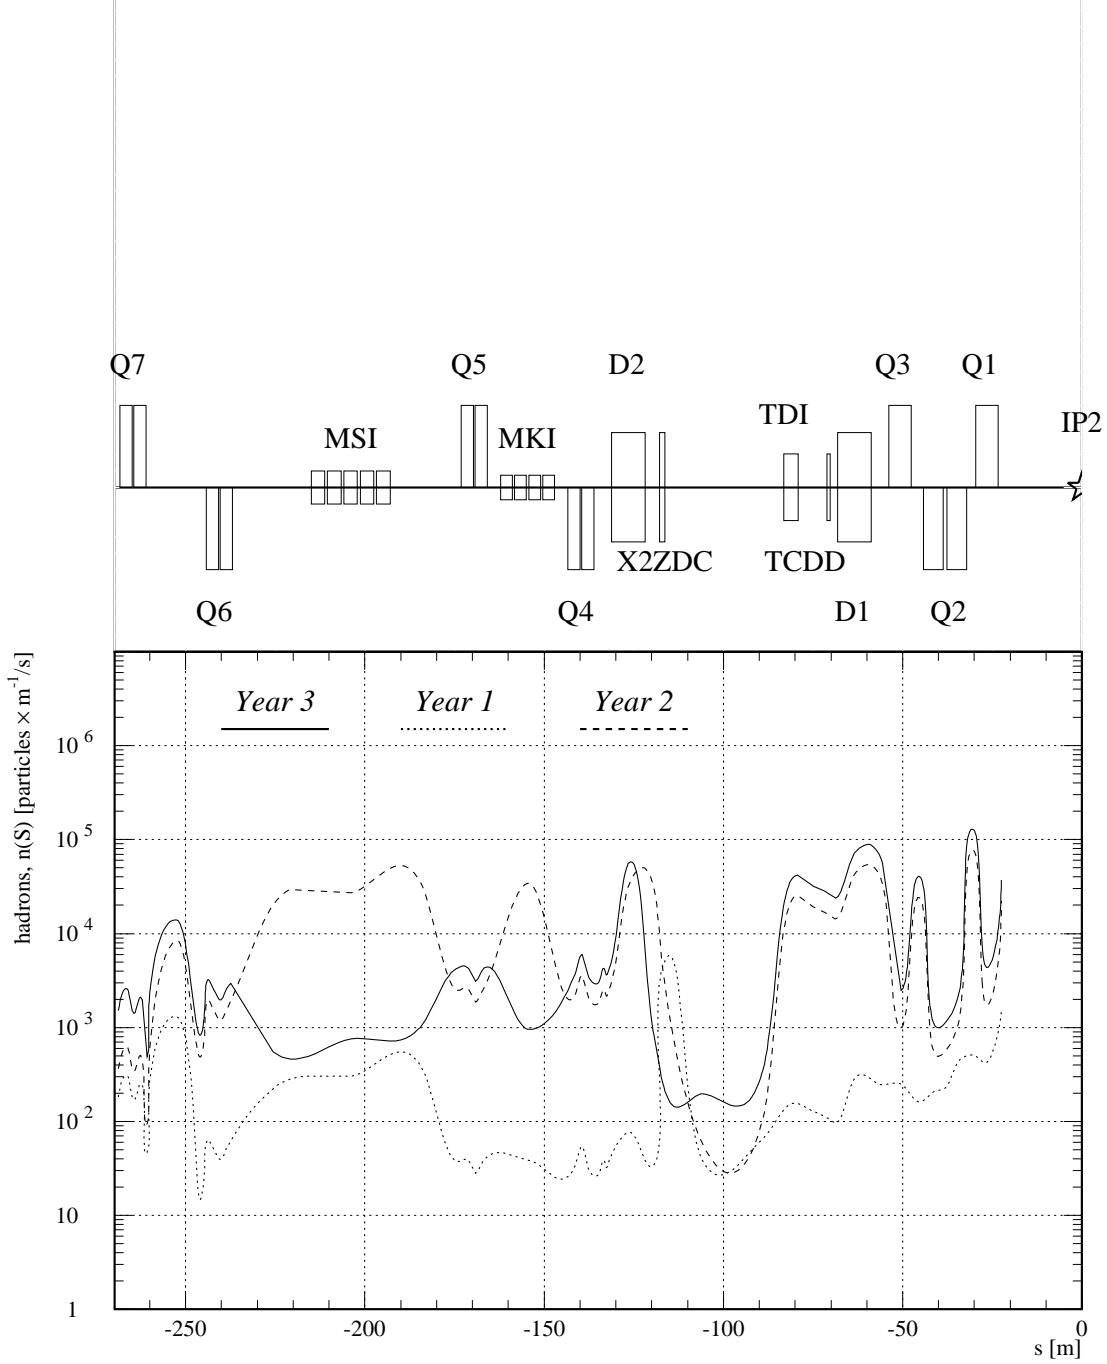 Q7 Q5 D2 Q3 Q1
TDI
IP2
MSI MKI
X2ZDC TCDD
Q6 Q4 D1 Q2
hadrons, n(S) [particles × m⁻¹/s]
Year 3 Year 1 Year 2
10⁶
10⁵
10⁴
10³
10²
10
1
-250 -200 -150 -100 -50 0
s [m]